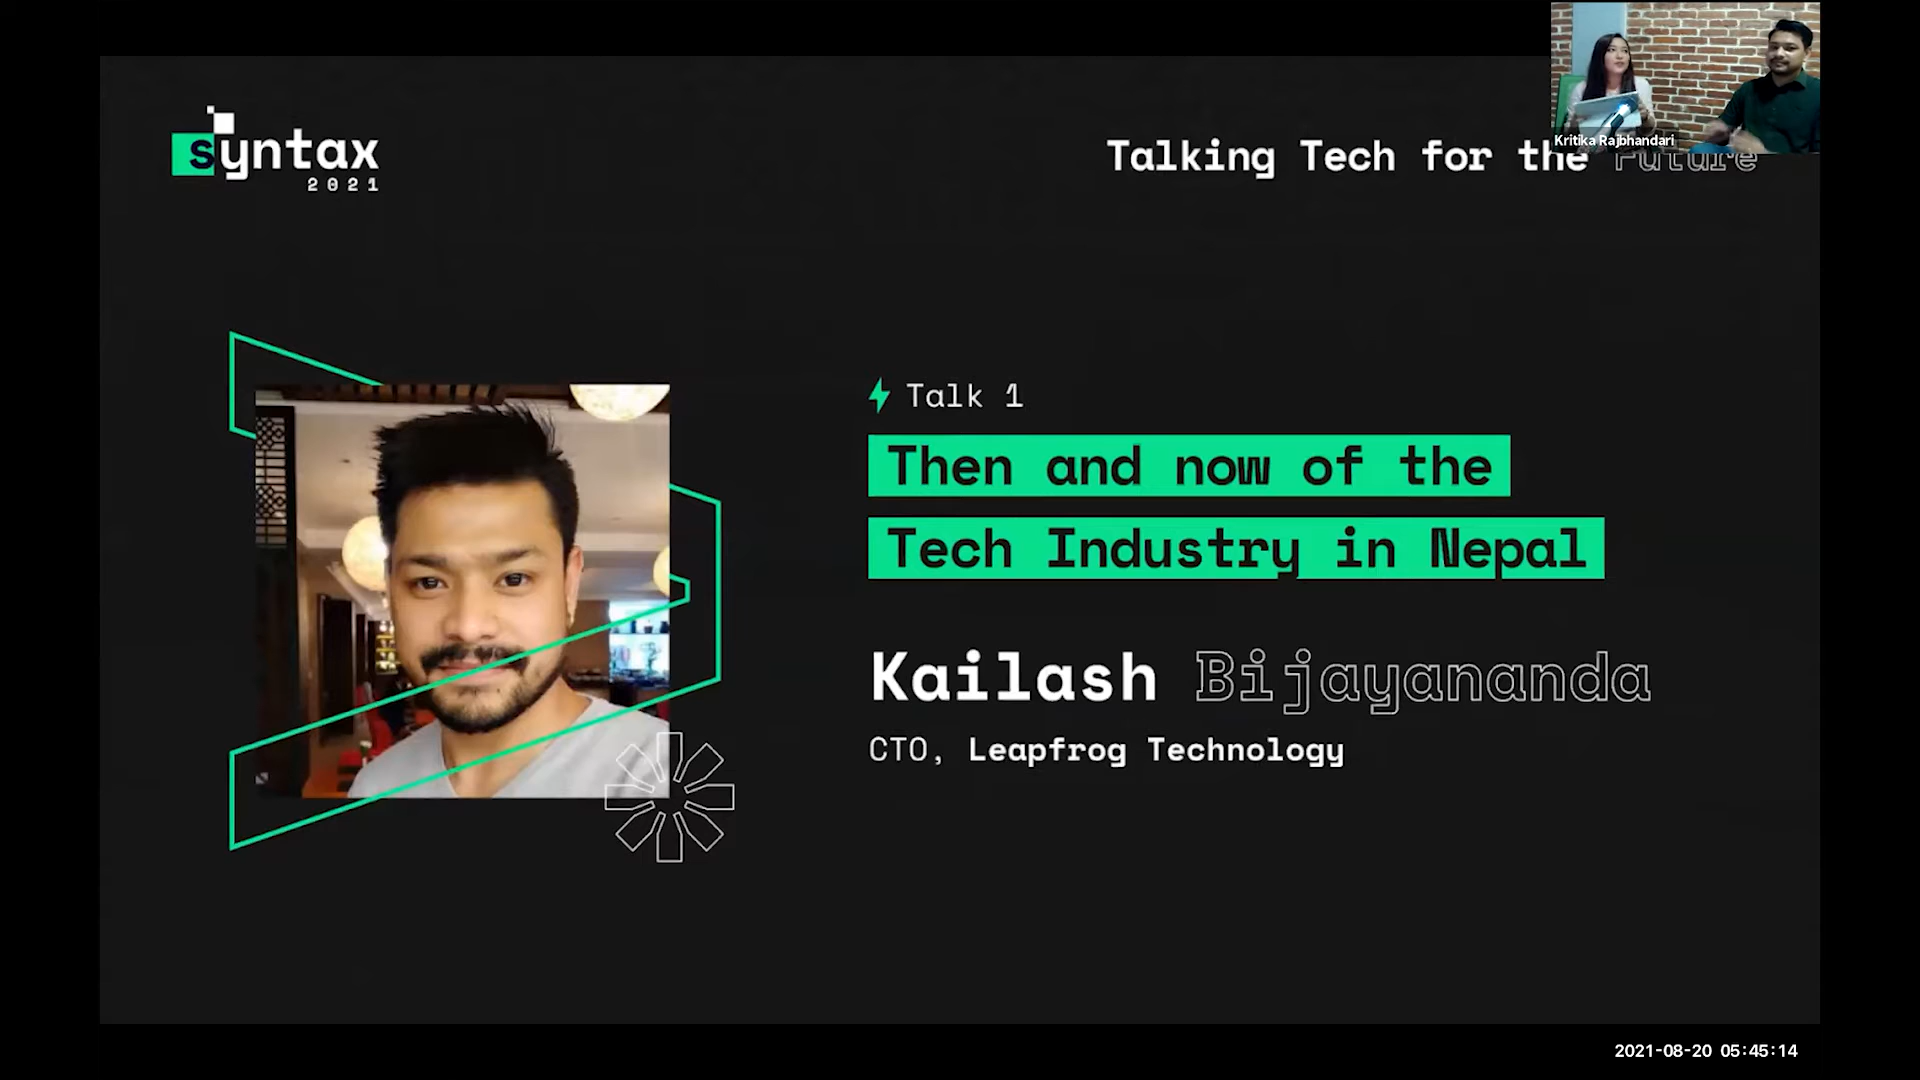 syntax
2021
Talking Tech for the Future
Kritika Rajbhandari
Talk 1
Then and now of the
Tech Industry in Nepal
Kailash Bijayananda
CTO, Leapfrog Technology
2021-08-20 05:45:14